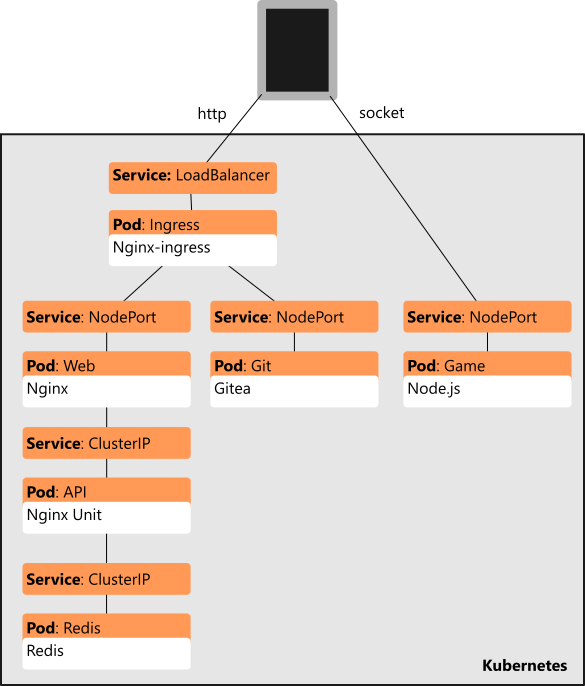 http
socket
Service: LoadBalancer
Pod: Ingress
Nginx-ingress
Service: NodePort
Service: NodePort
Service: NodePort
Pod: Web
Nginx
Pod: Git
Gitea
Pod: Game
Node.js
Service: ClusterIP
Pod: API
Nginx Unit
Service: ClusterIP
Pod: Redis
Redis
Kubernetes